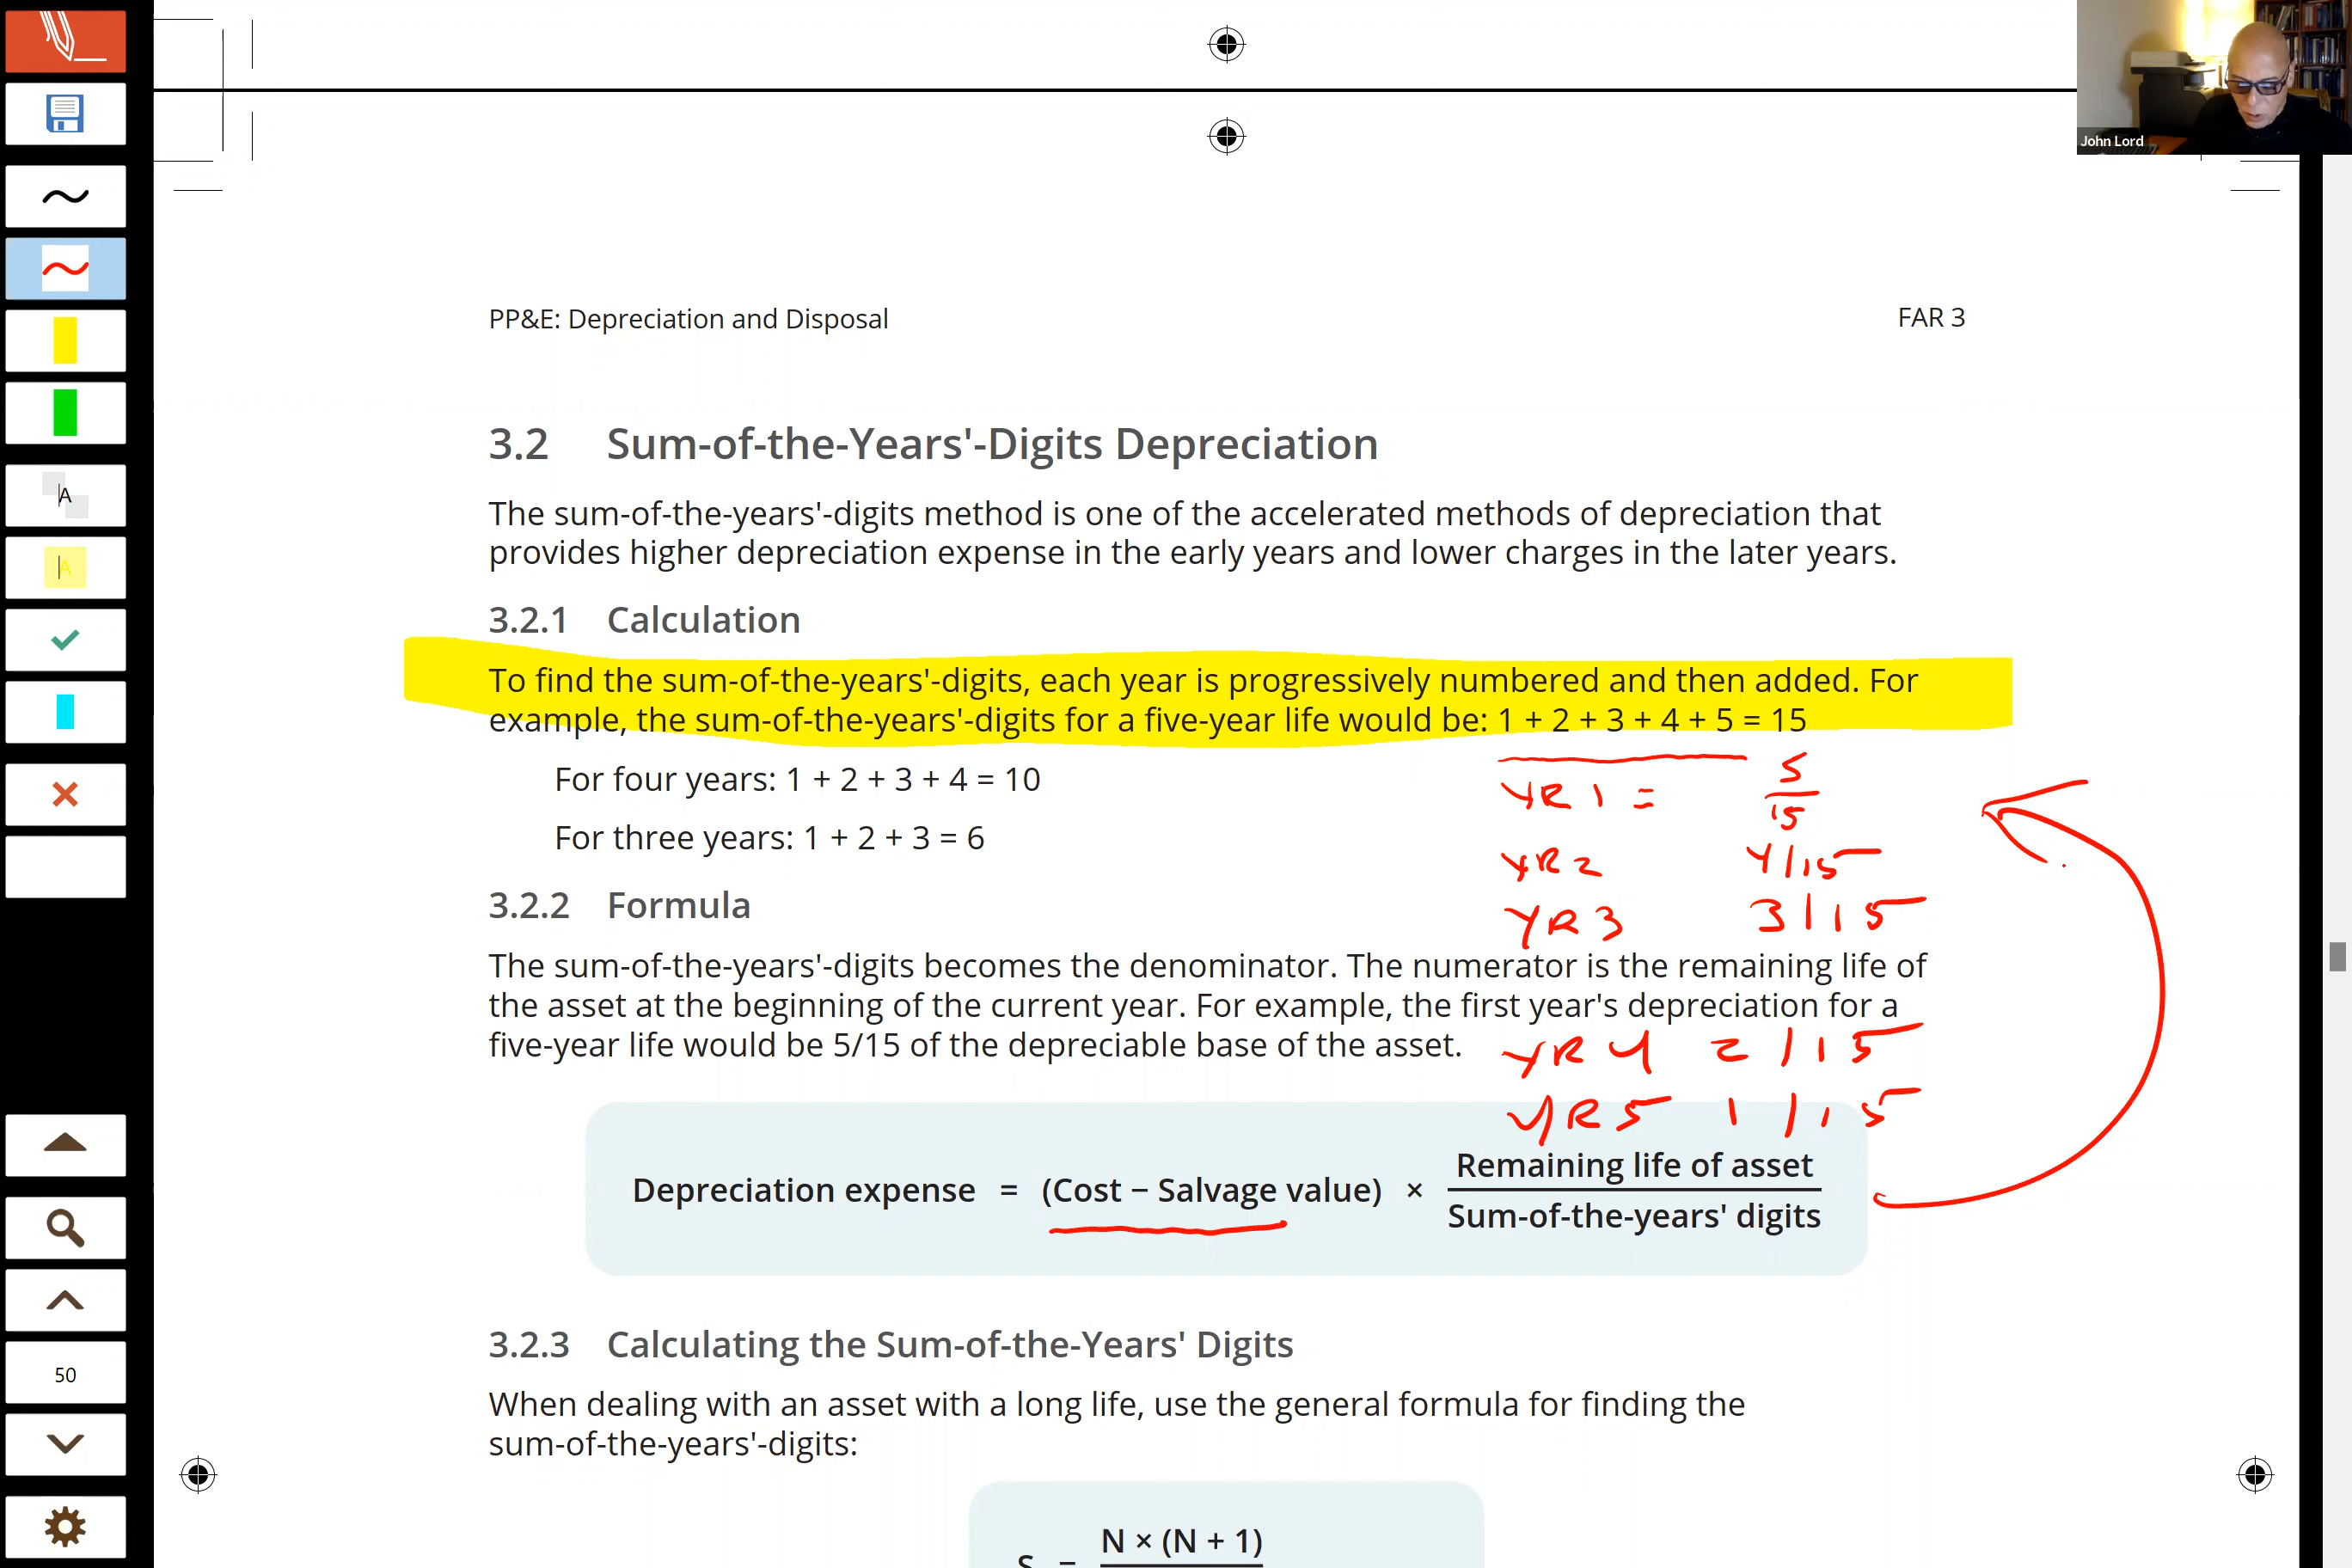 John Lord
PP&E: Depreciation and Disposal
FAR 3
3.2 Sum-of-the-Years'-Digits Depreciation
The sum-of-the-years'-digits method is one of the accelerated methods of depreciation that
provides higher depreciation expense in the early years and lower charges in the later years.
3.2.1 Calculation
To find the sum-of-the-years'-digits, each year is progressively numbered and then added. For
example, the sum-of-the-years'-digits for a five-year life would be: 1 + 2 + 3 + 4 + 5 = 15
For four years: 1 + 2 + 3 + 4 = 10
YR 1 = 5/15
For three years: 1 + 2 + 3 = 6
YR 2 4/15
3.2.2 Formula
YR 3 3/15
The sum-of-the-years'-digits becomes the denominator. The numerator is the remaining life of
the asset at the beginning of the current year. For example, the first year's depreciation for a
five-year life would be 5/15 of the depreciable base of the asset.
YR 4 2/15
YR 5 1/15
Depreciation expense = (Cost − Salvage value) × Remaining life of asset
Sum-of-the-years' digits
3.2.3 Calculating the Sum-of-the-Years' Digits
When dealing with an asset with a long life, use the general formula for finding the
sum-of-the-years'-digits:
S = N × (N + 1)
A
A
50